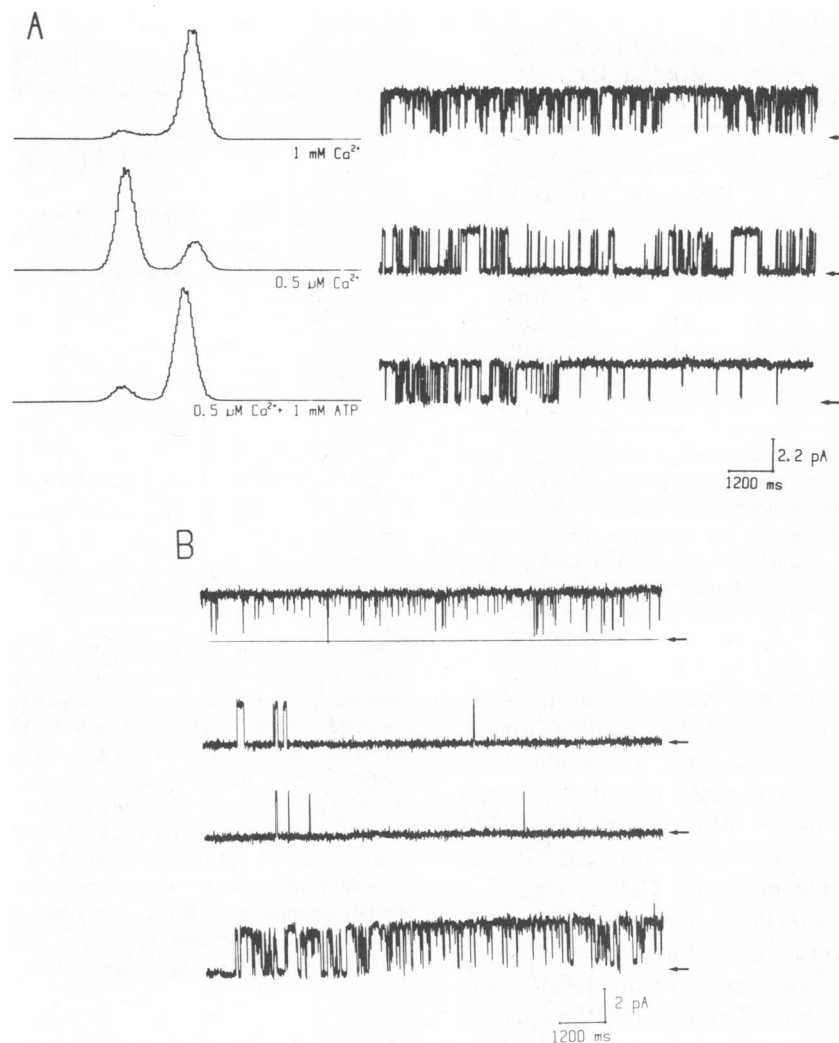 A
1 mM Ca²⁺
0.5 µM Ca²⁺
0.5 µM Ca²⁺+ 1 mM ATP
2.2 pA
1200 ms
B
2 pA
1200 ms